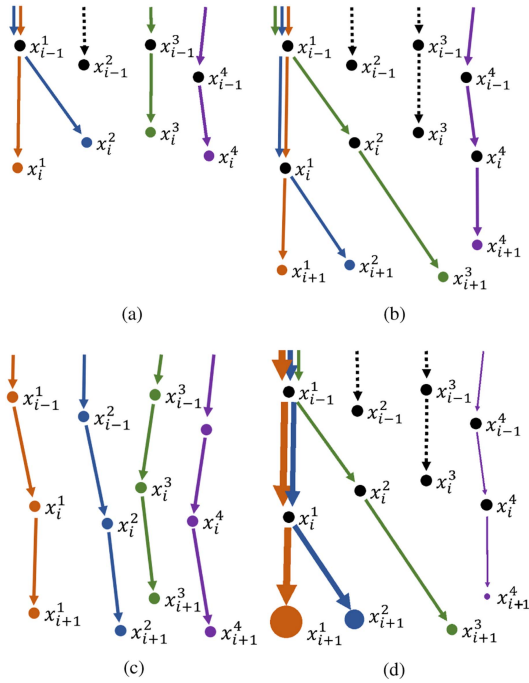 x_{i-1}^1 x_{i-1}^2 x_{i-1}^3 x_{i-1}^4
x_i^1 x_i^2 x_i^3 x_i^4
(a)
x_{i-1}^1 x_{i-1}^2 x_{i-1}^3 x_{i-1}^4
x_i^1 x_i^2 x_i^3 x_i^4
x_{i+1}^1 x_{i+1}^2 x_{i+1}^3 x_{i+1}^4
(b)
x_{i-1}^1 x_{i-1}^2 x_{i-1}^3
x_i^1 x_i^2 x_i^3 x_i^4
x_{i+1}^1 x_{i+1}^2 x_{i+1}^3 x_{i+1}^4
(c)
x_{i-1}^1 x_{i-1}^2 x_{i-1}^3 x_{i-1}^4
x_i^1 x_i^2 x_i^3 x_i^4
x_{i+1}^1 x_{i+1}^2 x_{i+1}^3 x_{i+1}^4
(d)